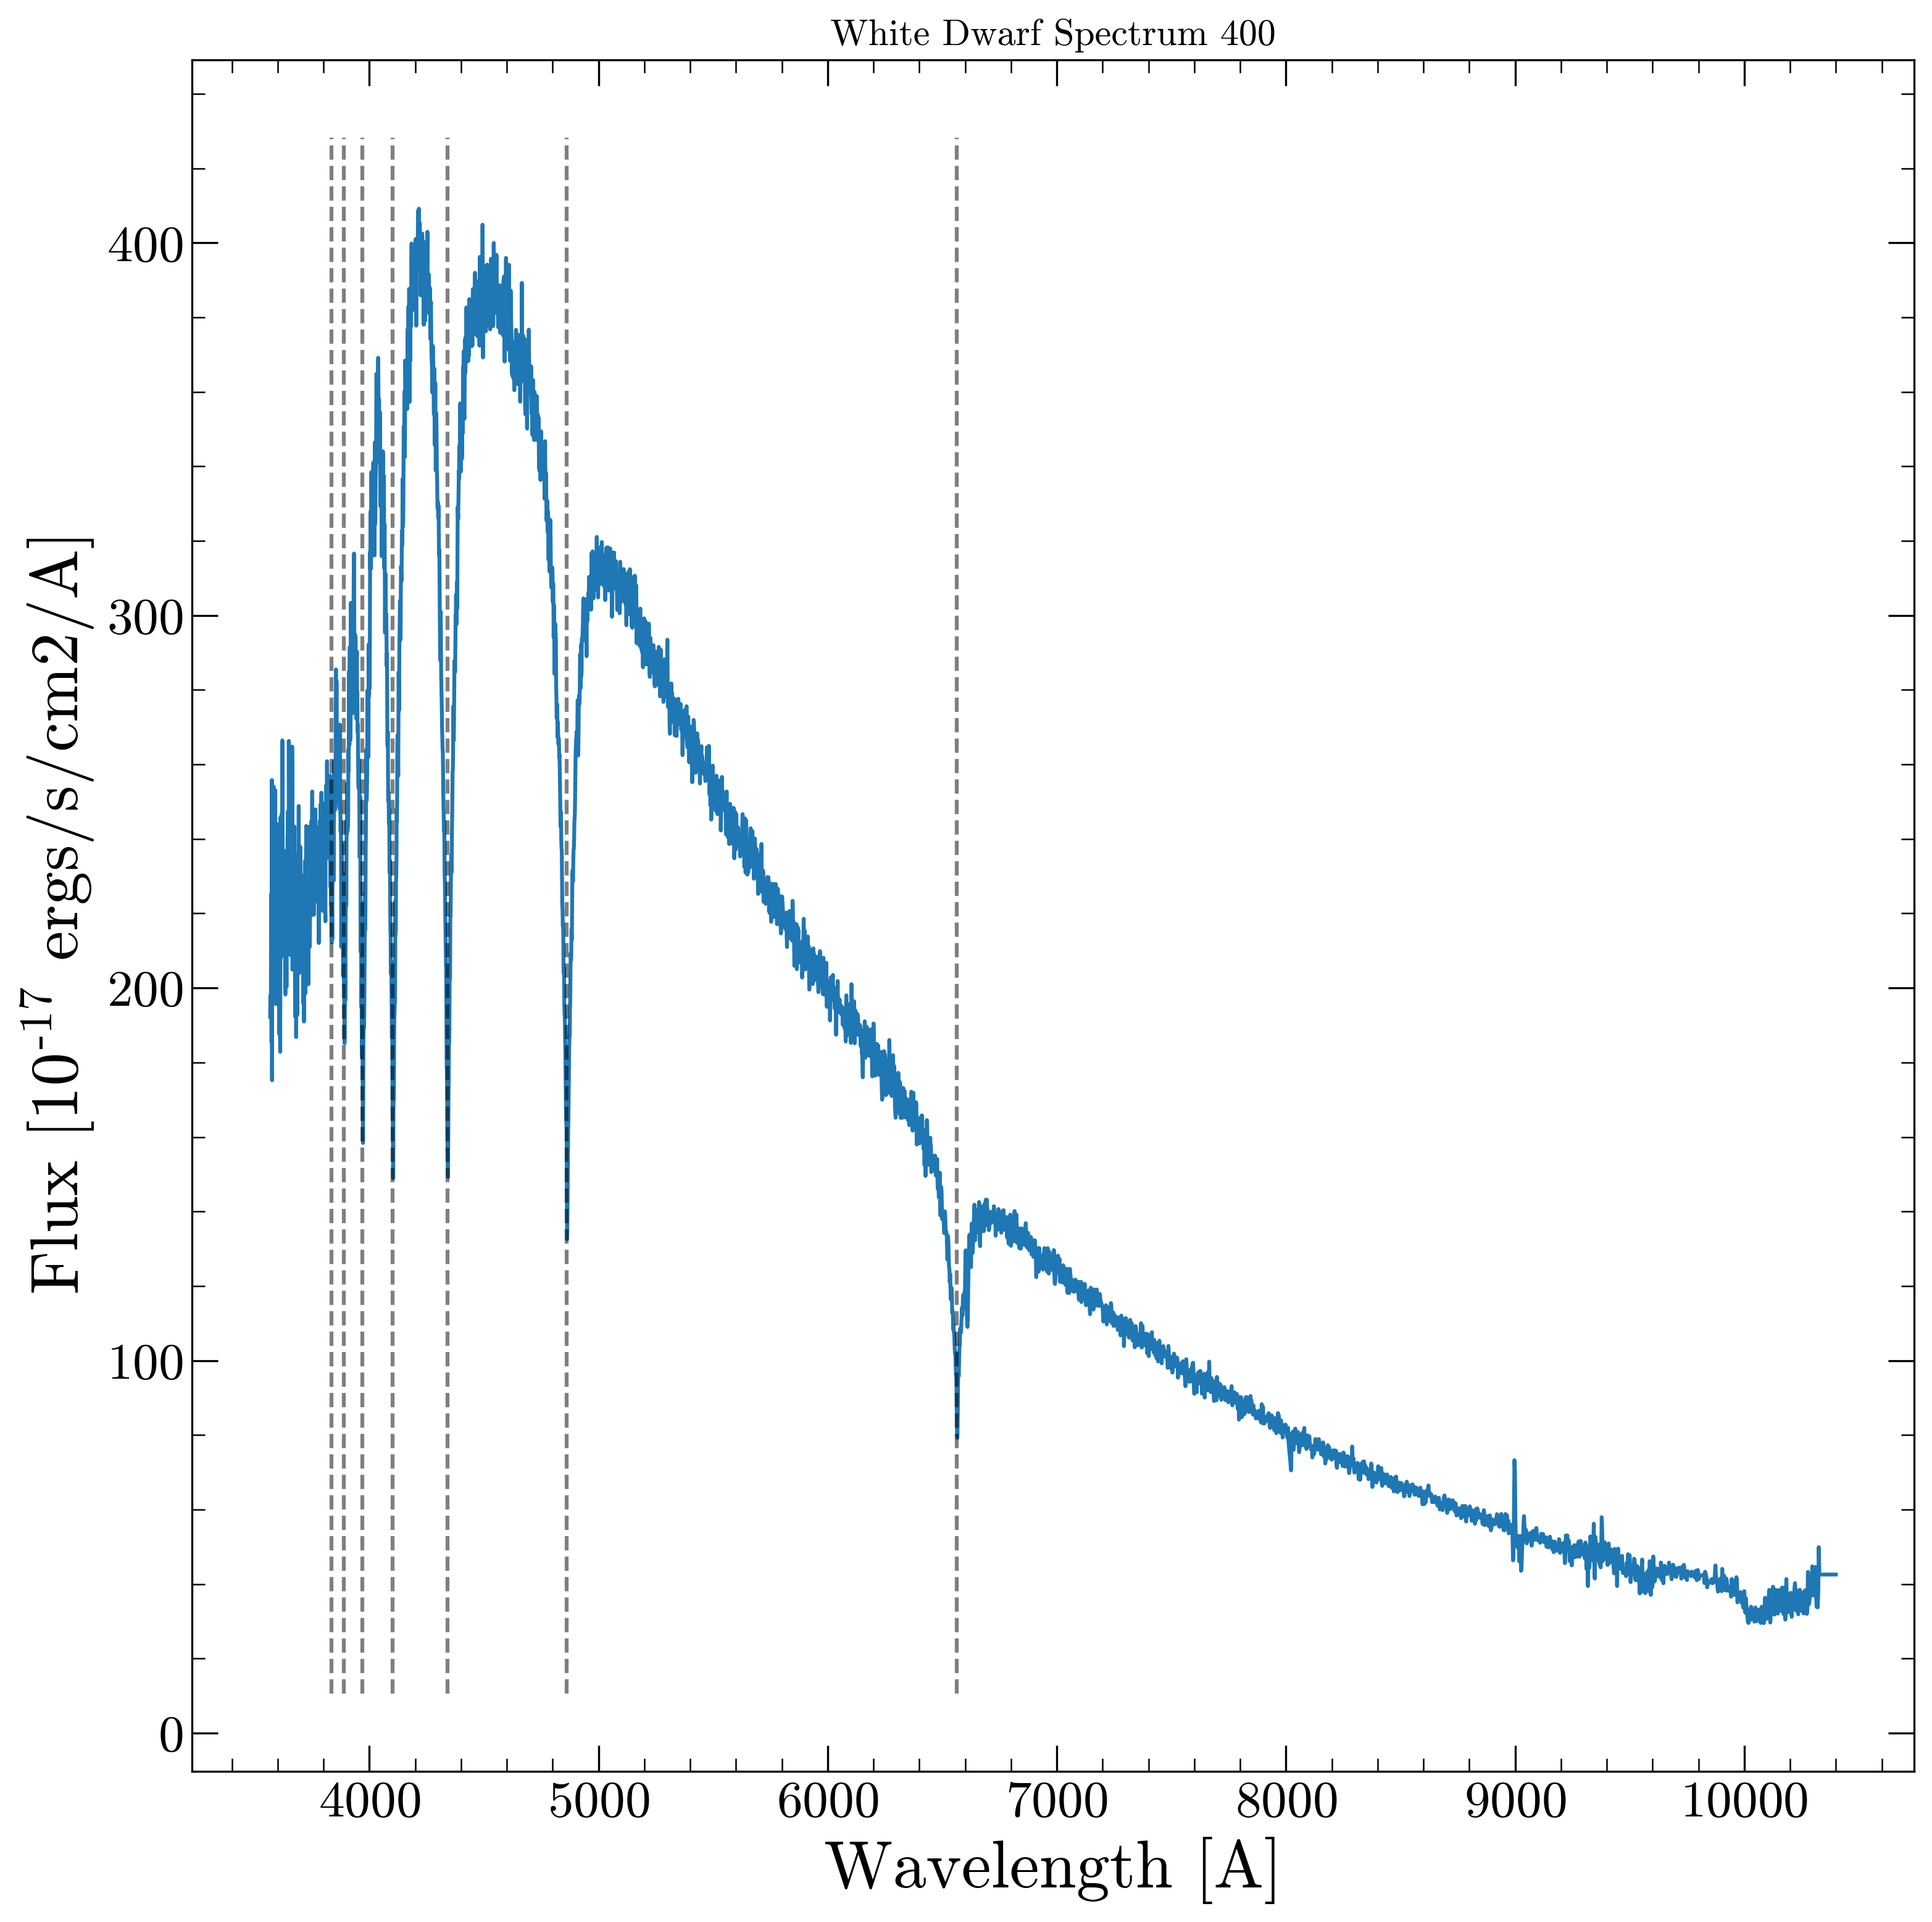 White Dwarf Spectrum 400
Flux [10⁻¹⁷ ergs/s/cm2/A]
400
300
200
100
0
4000 5000 6000 7000 8000 9000 10000
Wavelength [A]